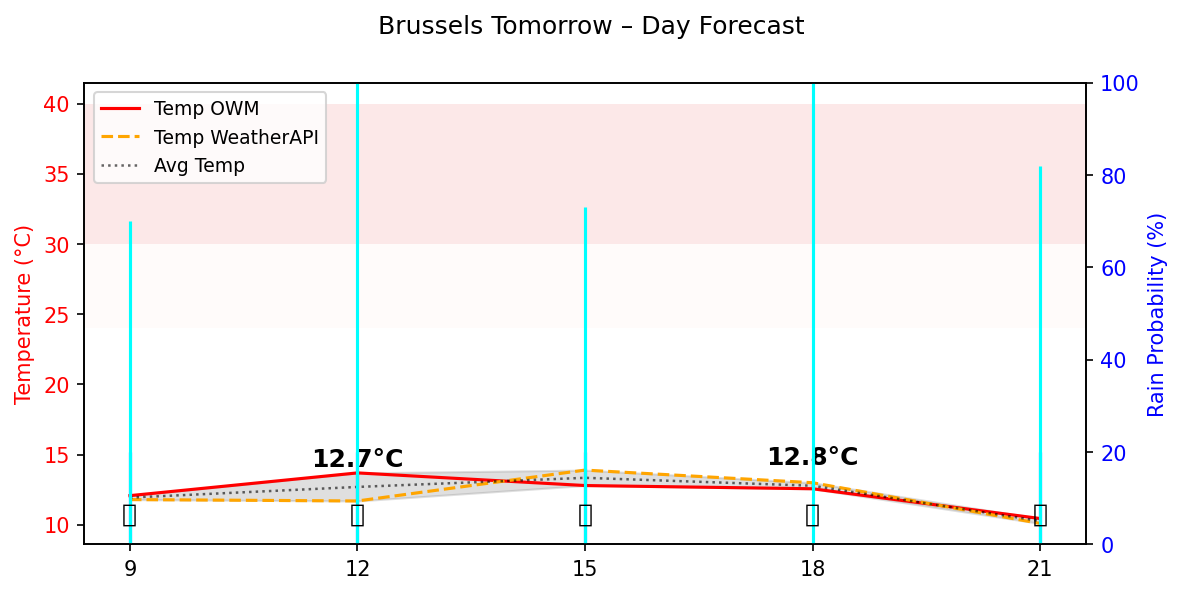 Brussels Tomorrow – Day Forecast
Temp OWM
Temp WeatherAPI
Avg Temp
Temperature (°C)
40
35
30
25
20
15
10
Rain Probability (%)
100
80
60
40
20
0
12.7°C
12.8°C
9
12
15
18
21